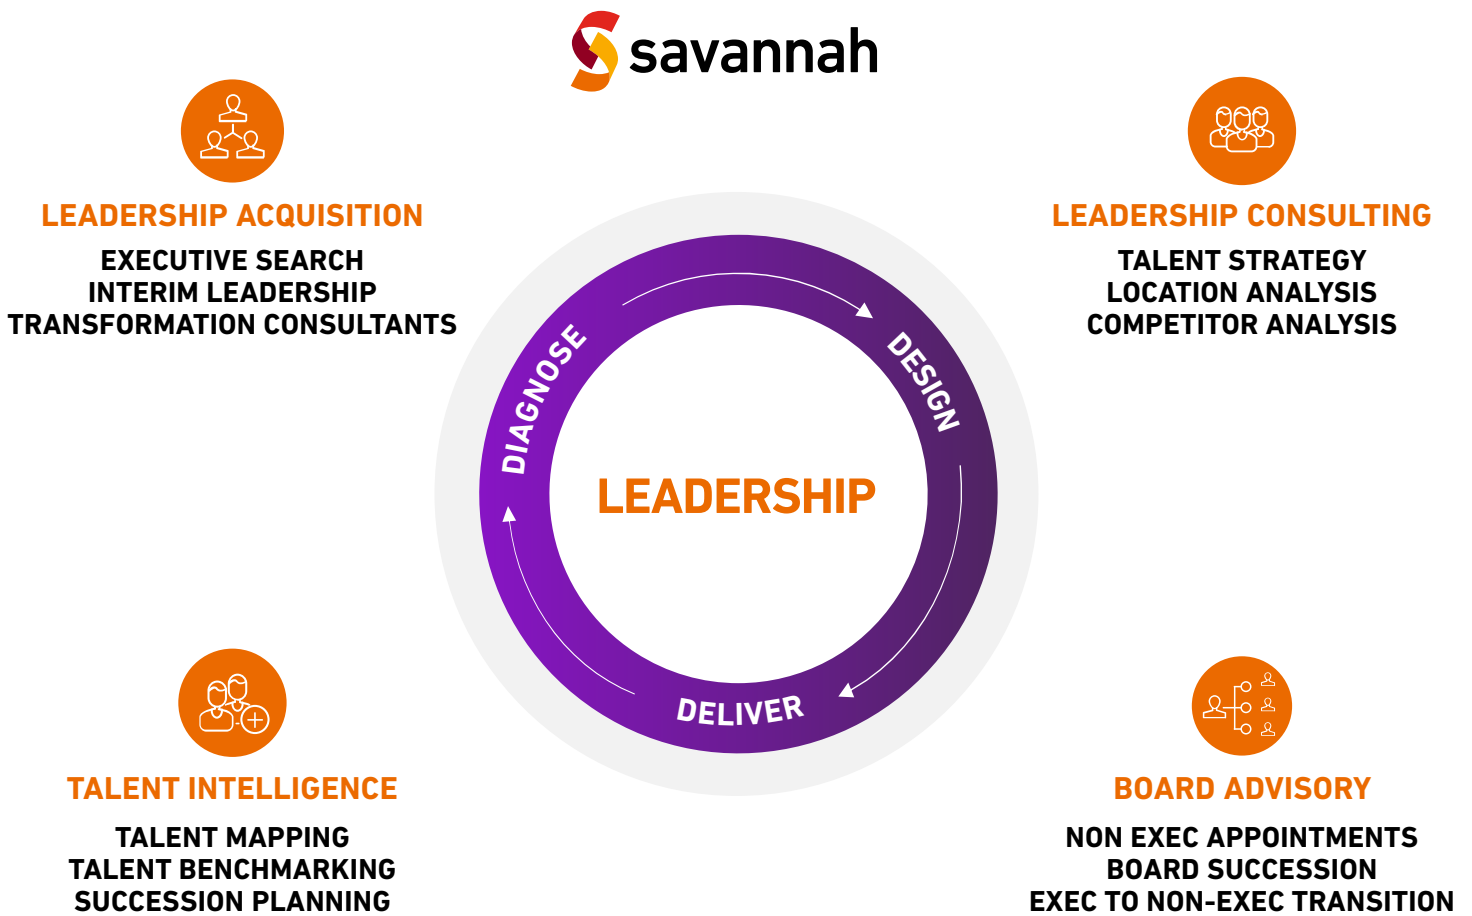 savannah
LEADERSHIP ACQUISITION
EXECUTIVE SEARCH
INTERIM LEADERSHIP
TRANSFORMATION CONSULTANTS
LEADERSHIP CONSULTING
TALENT STRATEGY
LOCATION ANALYSIS
COMPETITOR ANALYSIS
DIAGNOSE
DESIGN
LEADERSHIP
DELIVER
TALENT INTELLIGENCE
TALENT MAPPING
TALENT BENCHMARKING
SUCCESSION PLANNING
BOARD ADVISORY
NON EXEC APPOINTMENTS
BOARD SUCCESSION
EXEC TO NON-EXEC TRANSITION